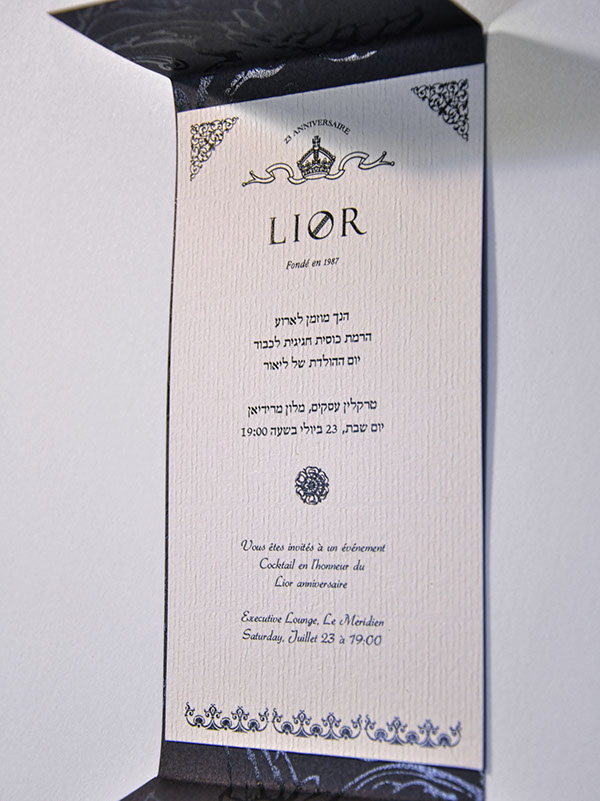 23 ANNIVERSAIRE
LIOR
Fondé en 1987
הנך מוזמן לארוע
הרמת כוסית חגיגית לכבוד
יום ההולדת של ליאור
טרקלין עסקים, מלון מרידיאן
יום שבת, 23 ביולי בשעה 19:00
Vous êtes invités à un événement
Cocktail en l'honneur du
Lior anniversaire
Executive Lounge, Le Meridien
Saturday, Juillet 23 à 19:00